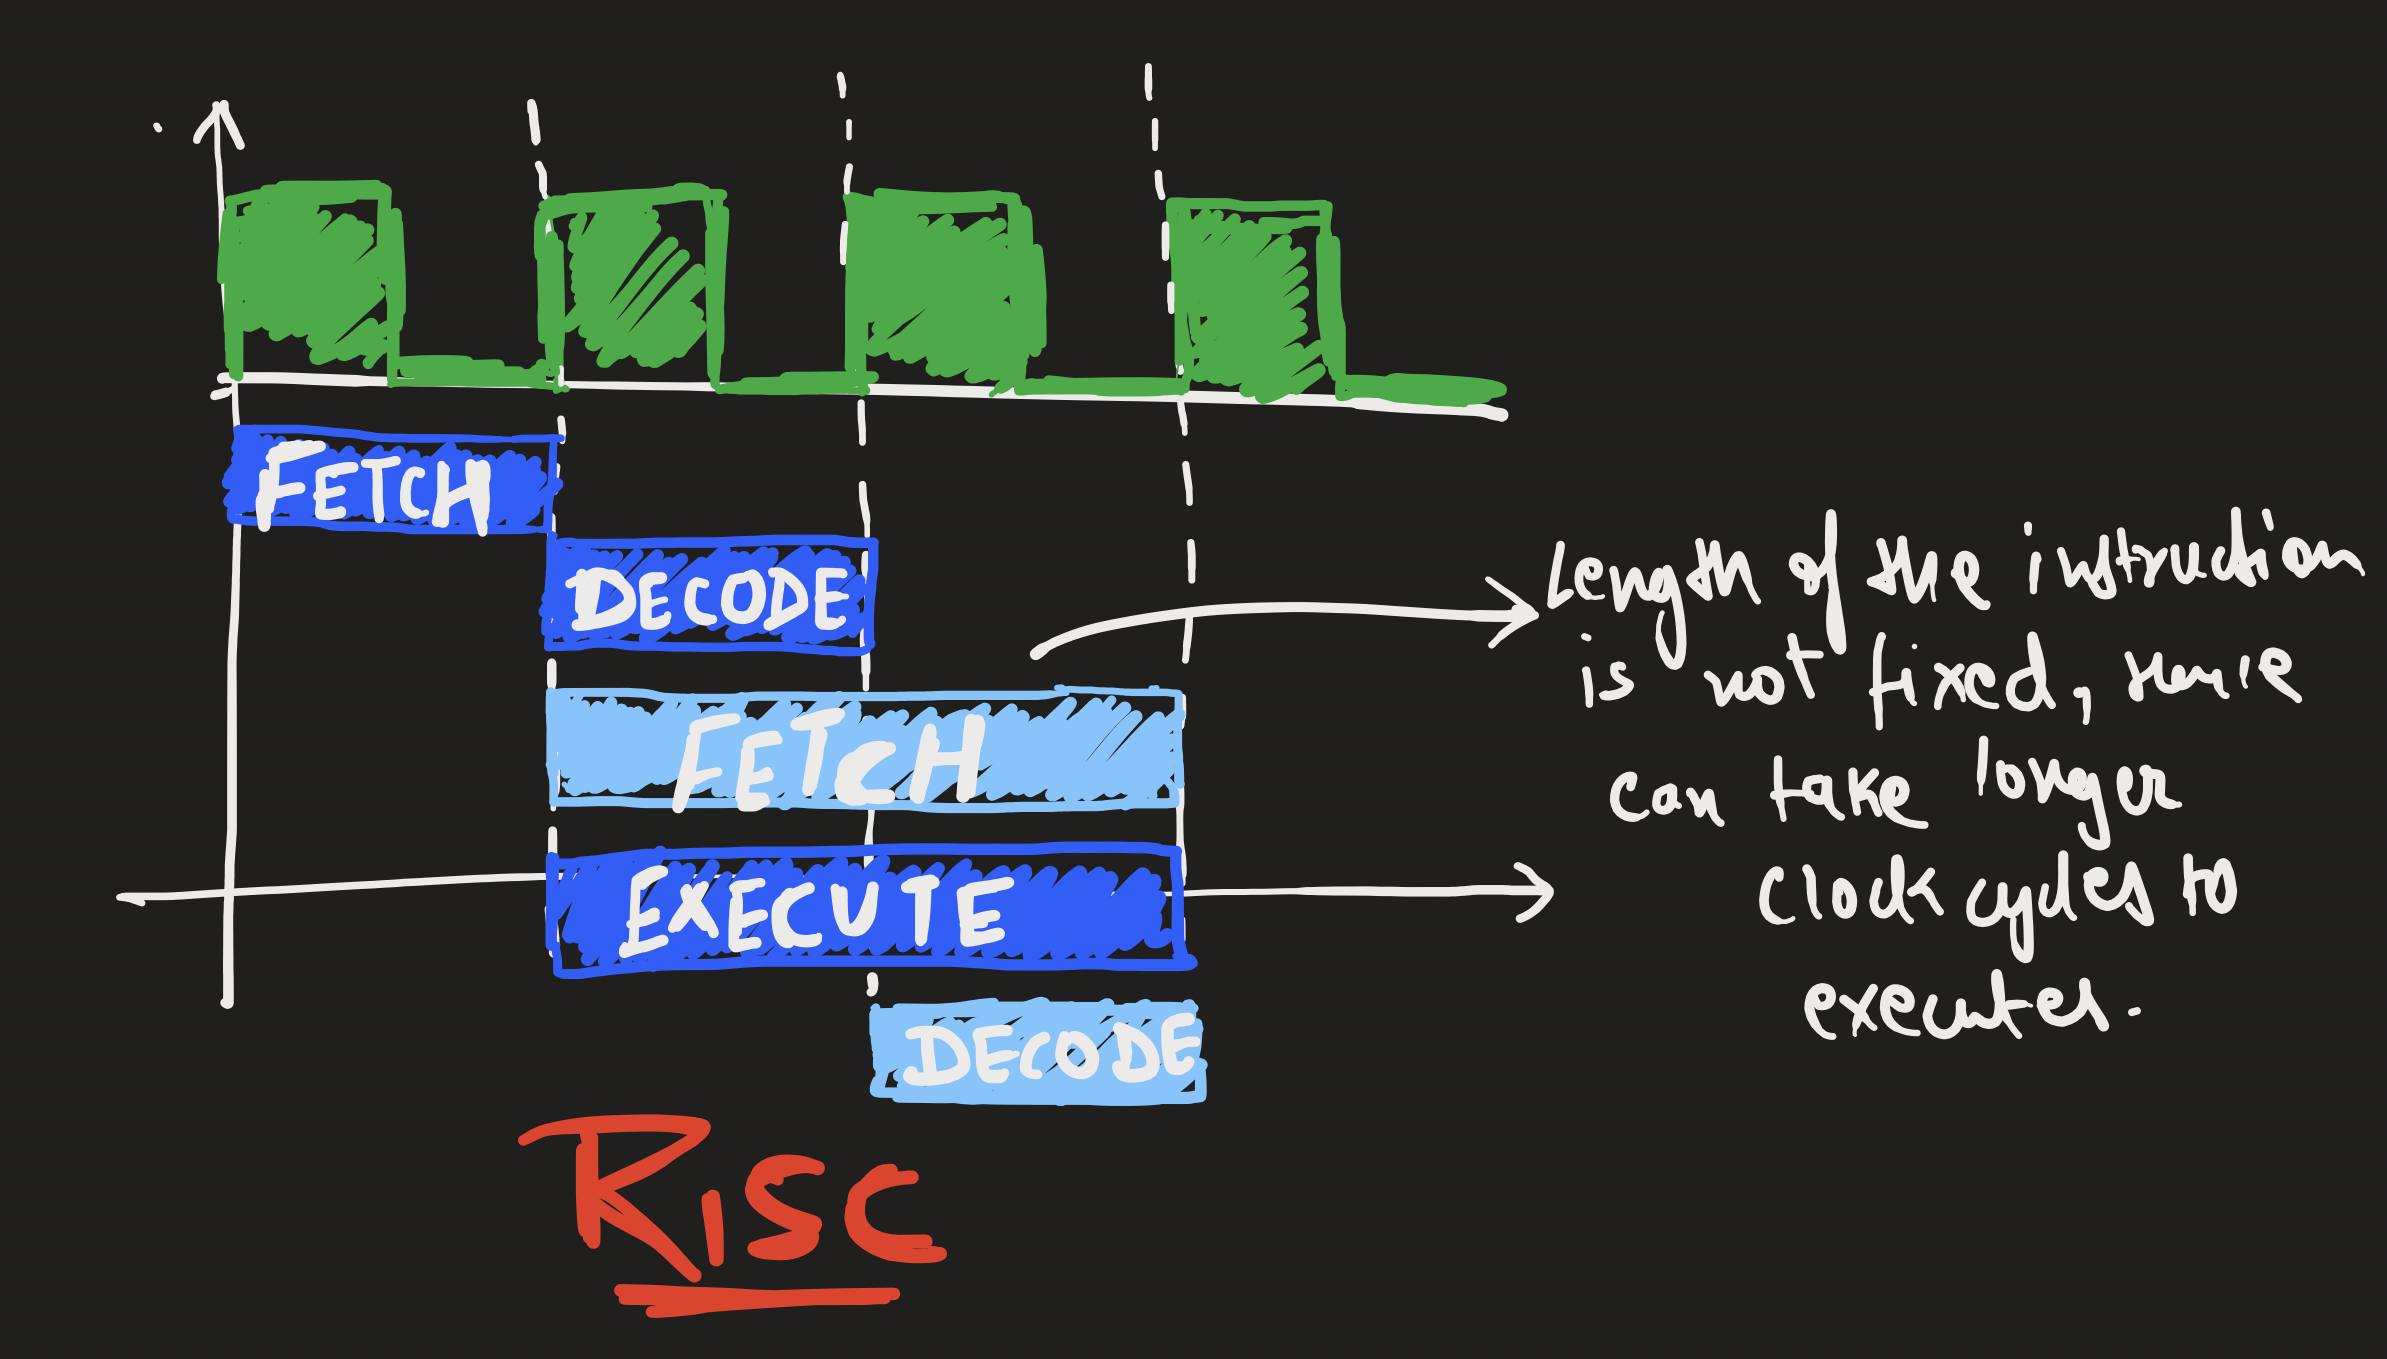 FETCH
DECODE
FETCH
EXECUTE
DECODE
Length of the instruction
is not fixed, hence
can take longer
clock cycles to
executes.
RISC